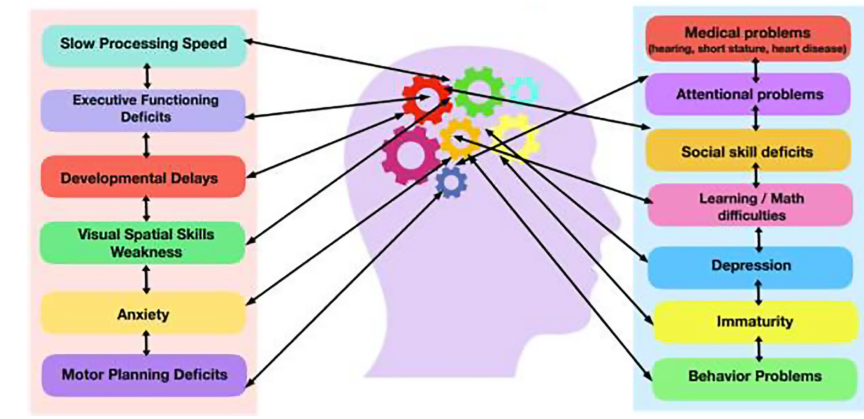 Slow Processing Speed
Executive Functioning
Deficits
Developmental Delays
Visual Spatial Skills
Weakness
Anxiety
Motor Planning Deficits
Medical problems
(hearing, short stature, heart disease)
Attentional problems
Social skill deficits
Learning / Math
difficulties
Depression
Immaturity
Behavior Problems